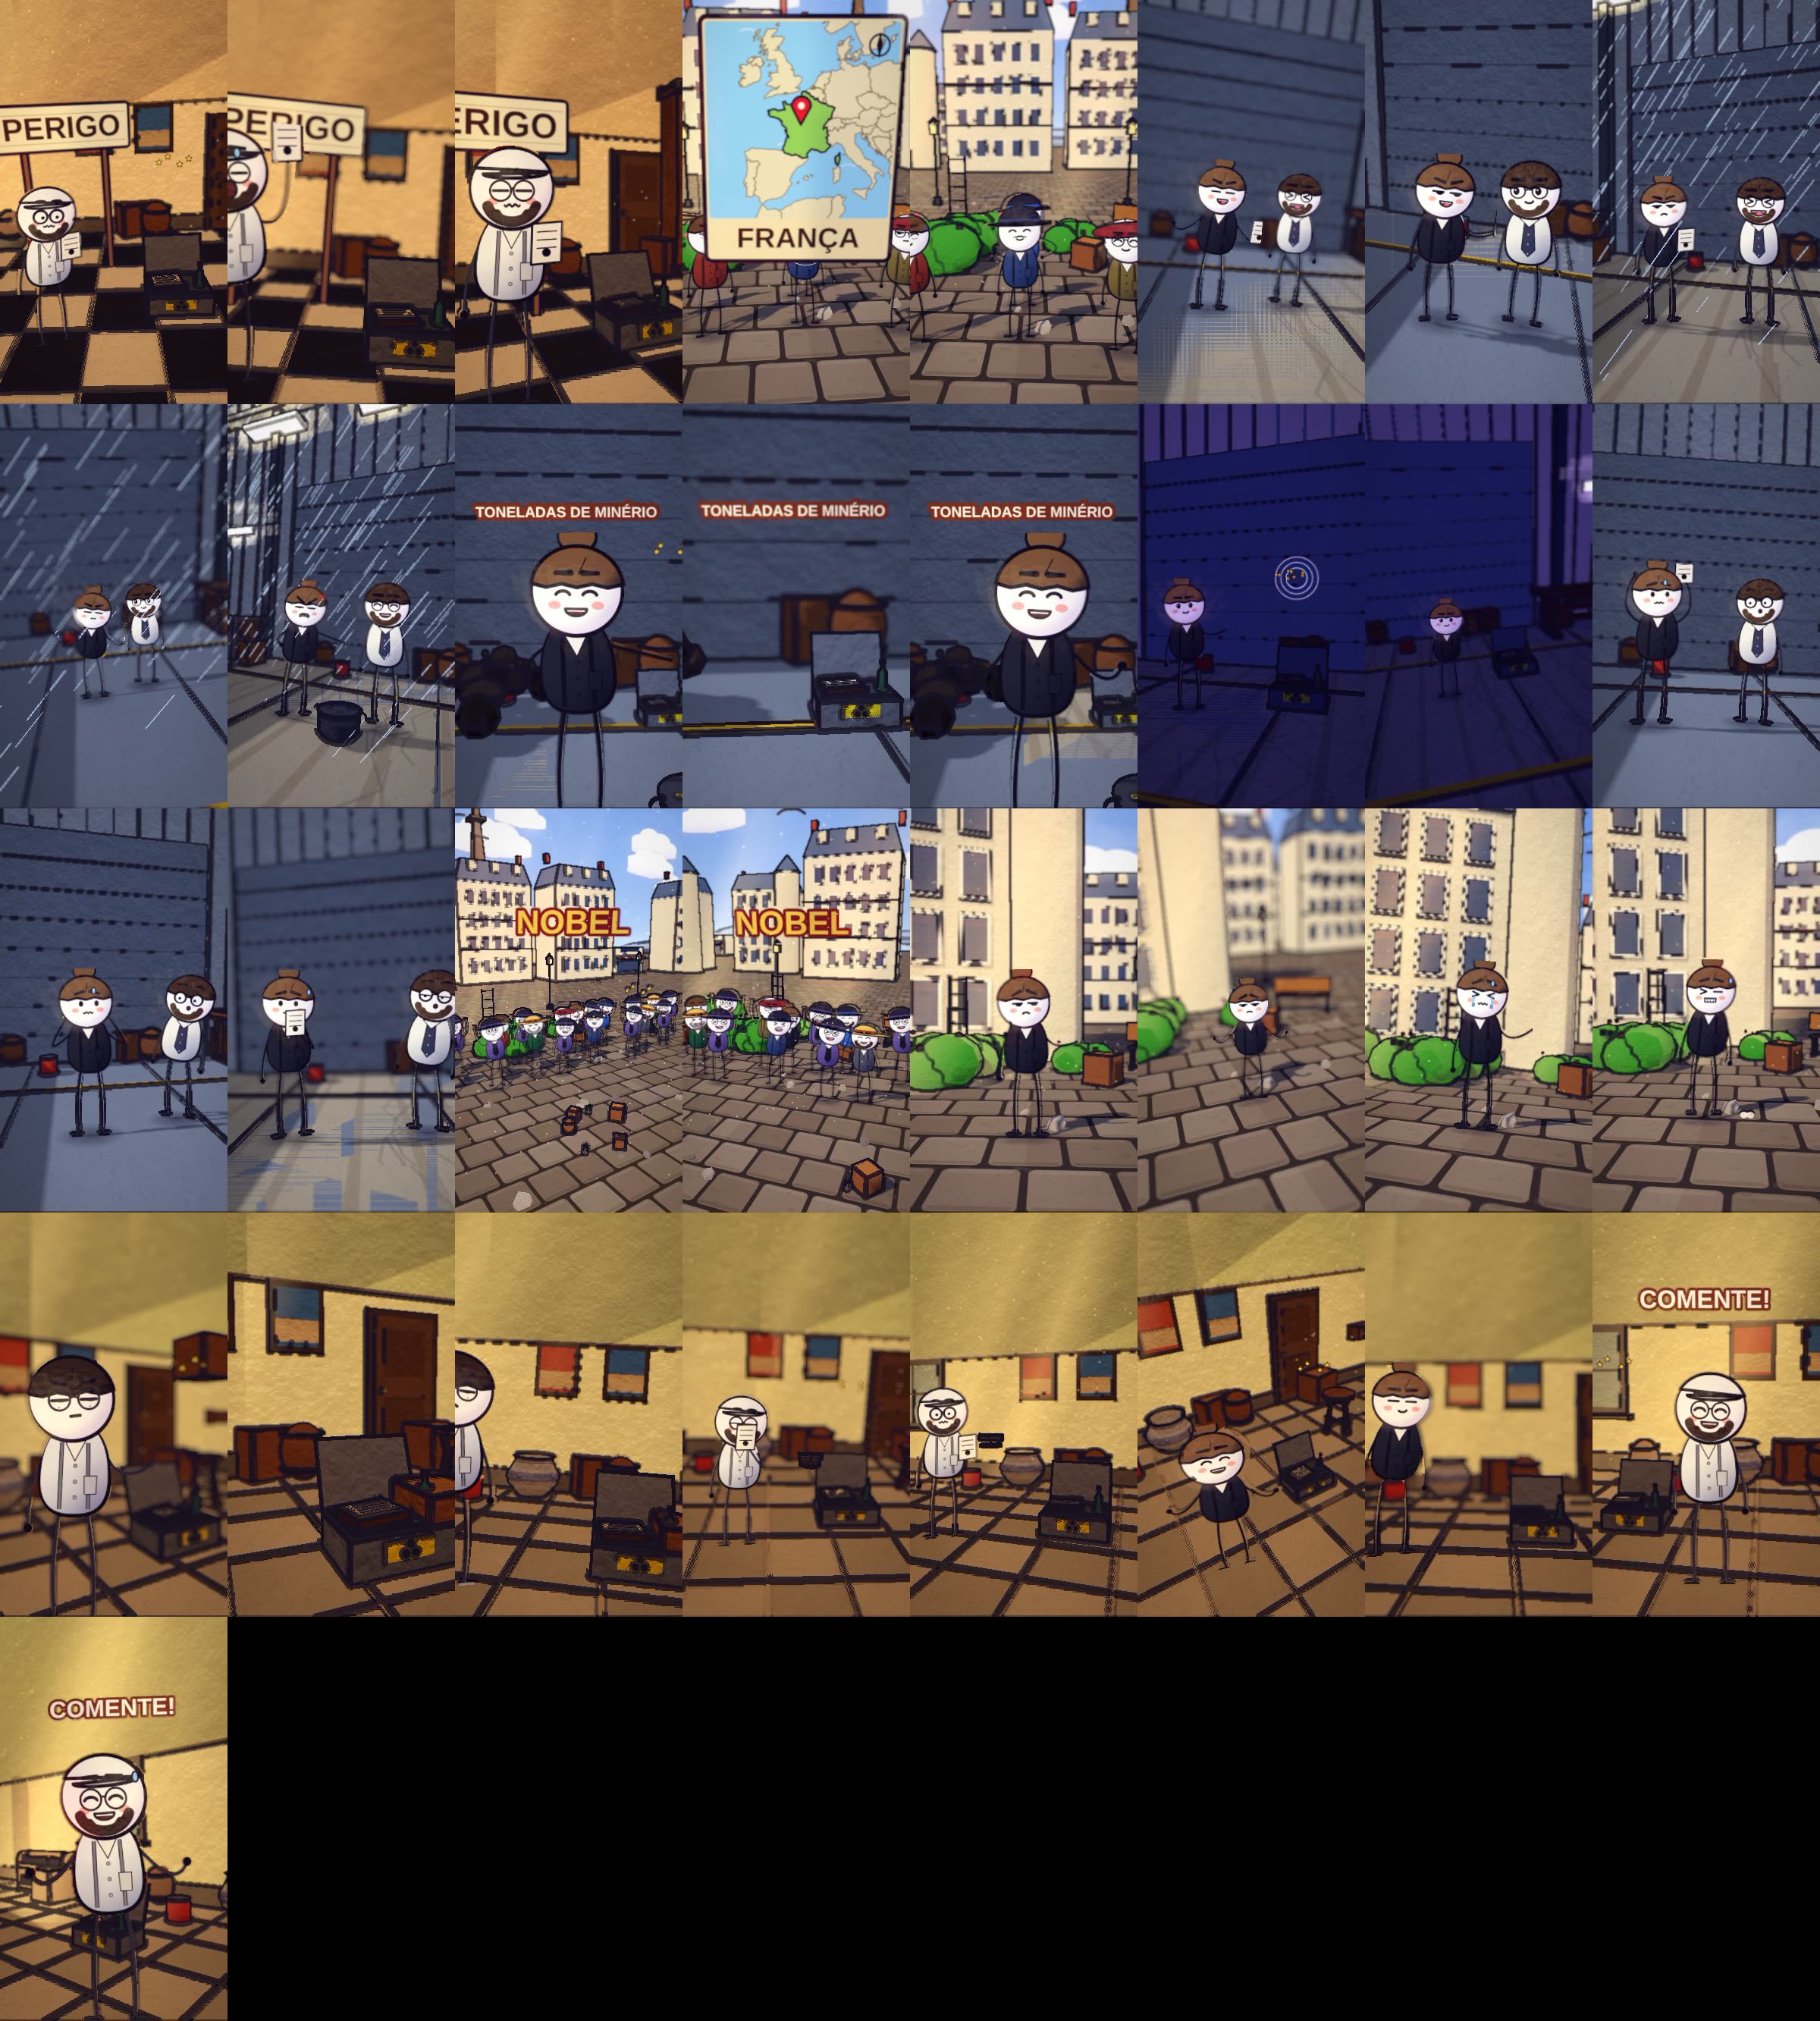 PERIGO
PERIGO
ERIGO
FRANÇA
TONELADAS DE MINÉRIO
TONELADAS DE MINÉRIO
TONELADAS DE MINÉRIO
NOBEL
NOBEL
COMENTE!
COMENTE!